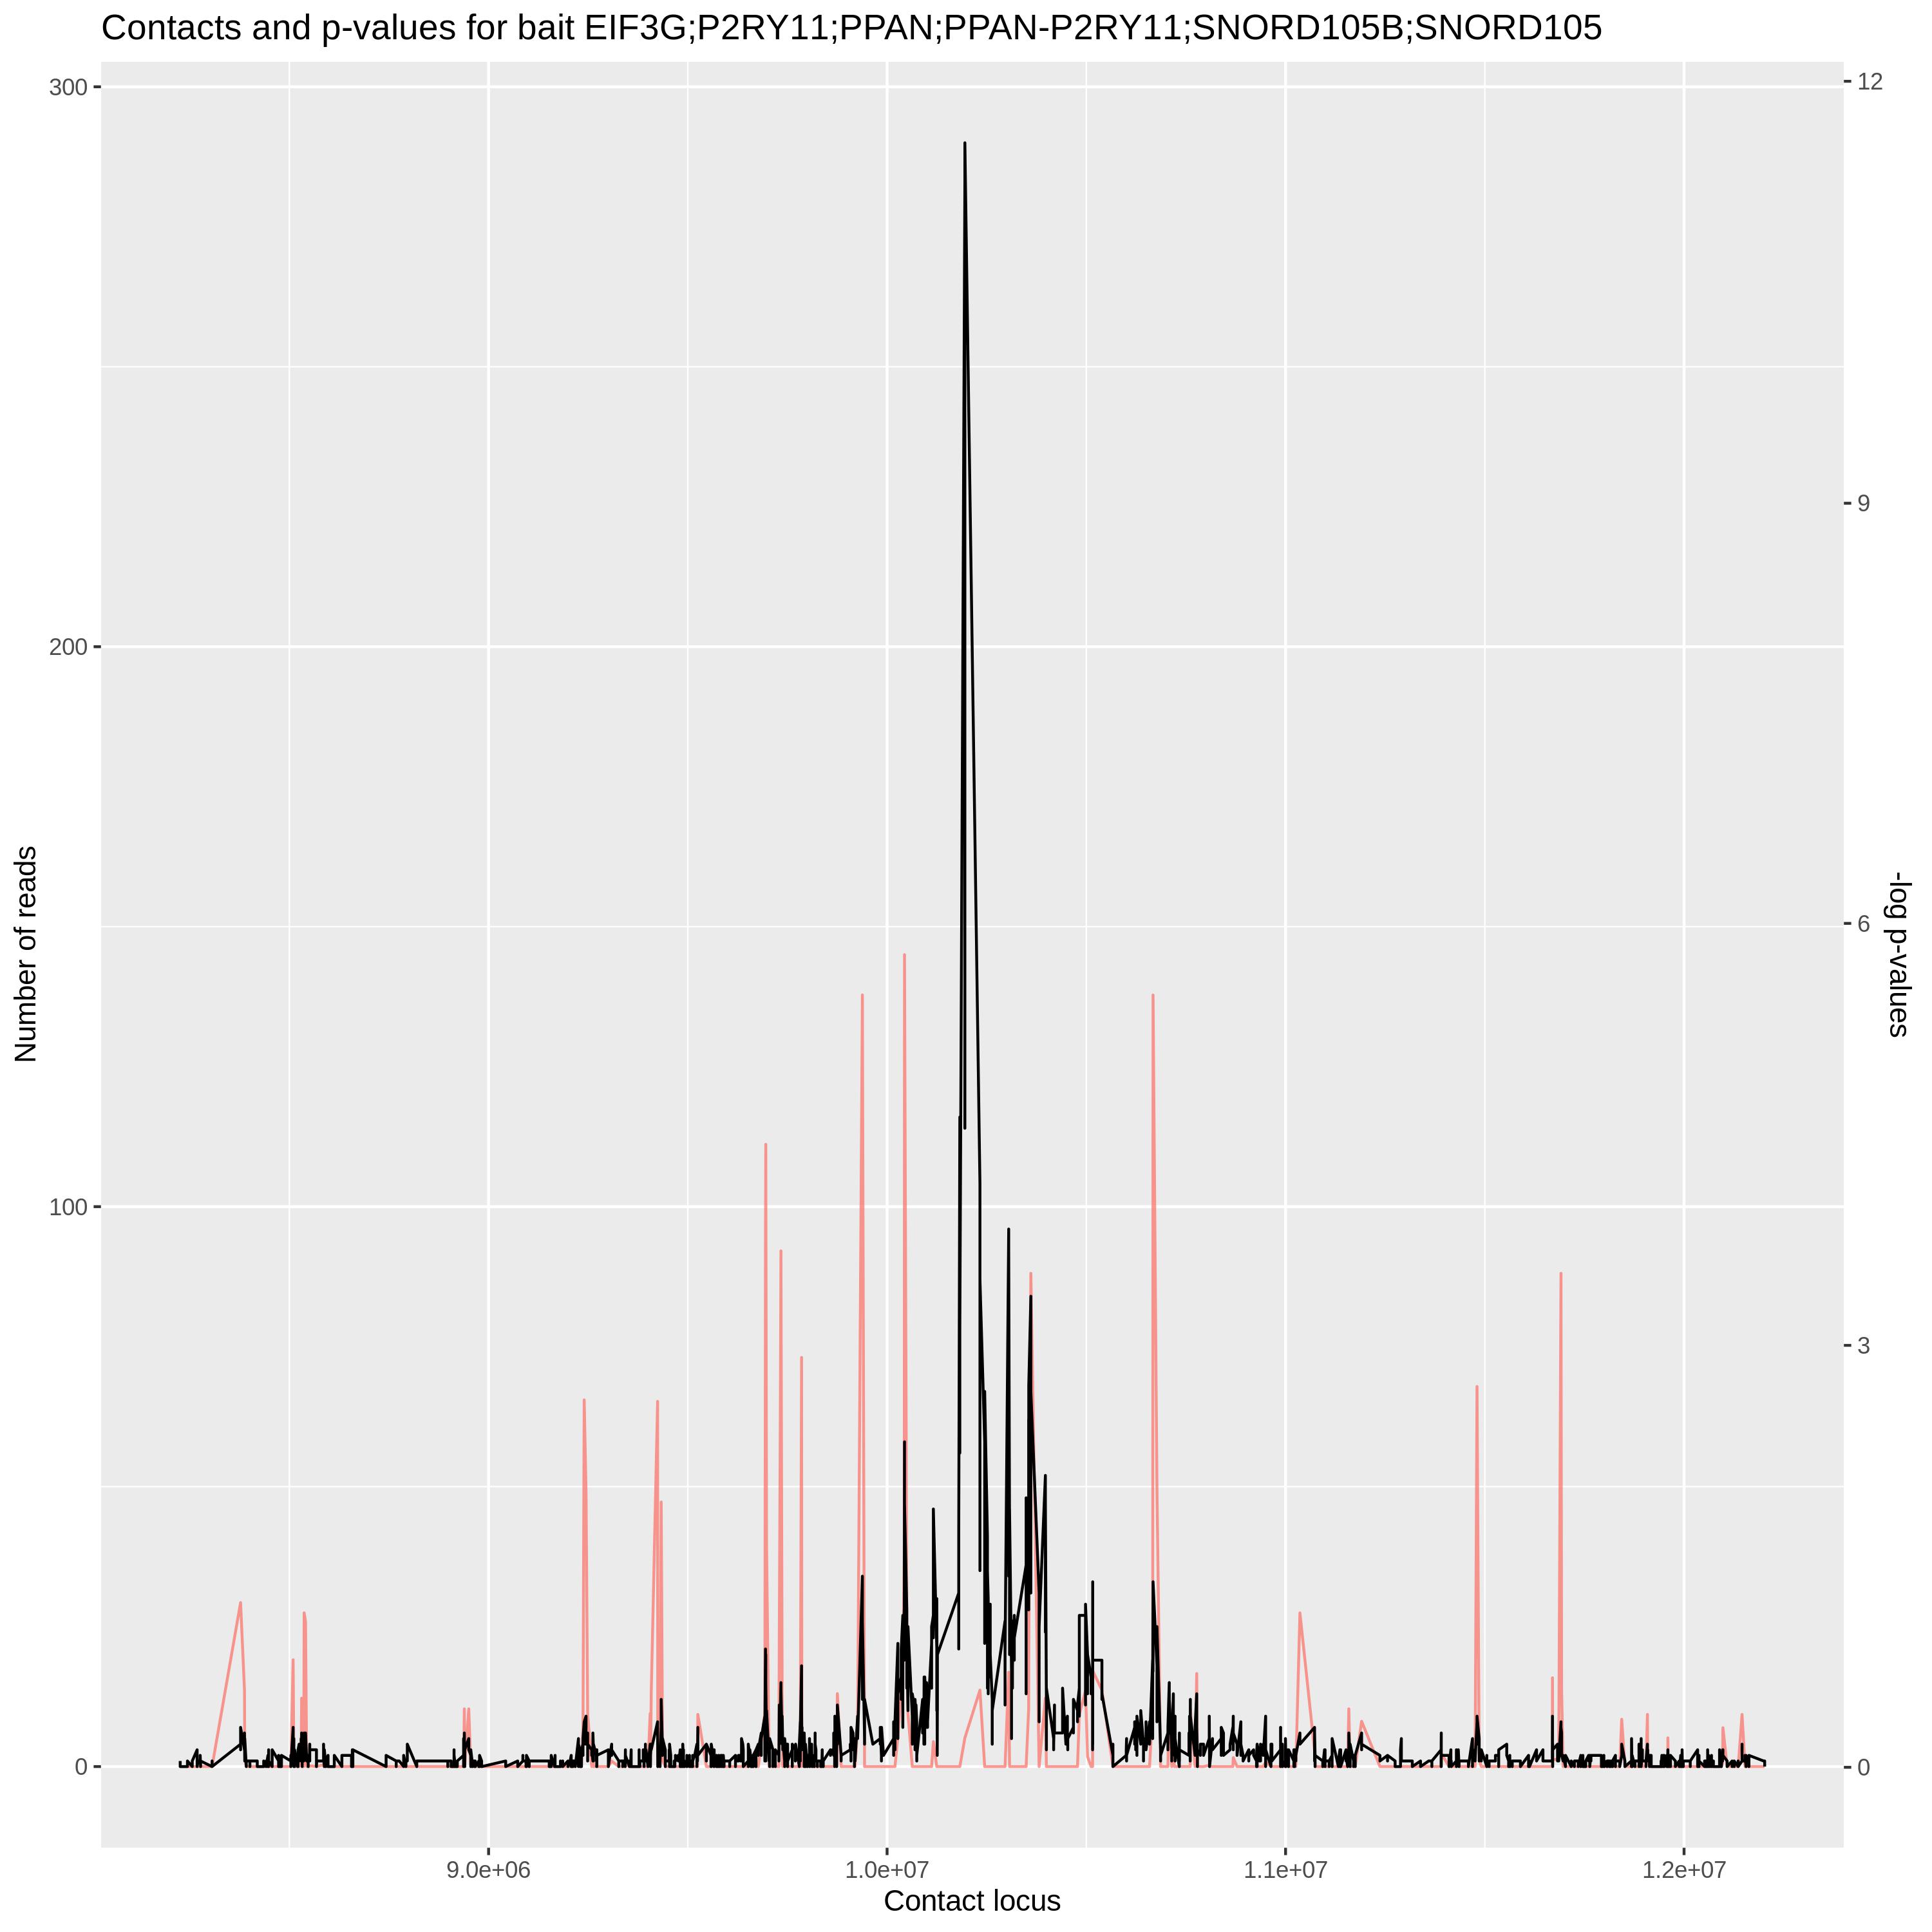 Contacts and p-values for bait EIF3G;P2RY11;PPAN;PPAN-P2RY11;SNORD105B;SNORD105
300
200
100
0
12
9
6
3
0
Number of reads
-log p-values
9.0e+06
1.0e+07
1.1e+07
1.2e+07
Contact locus